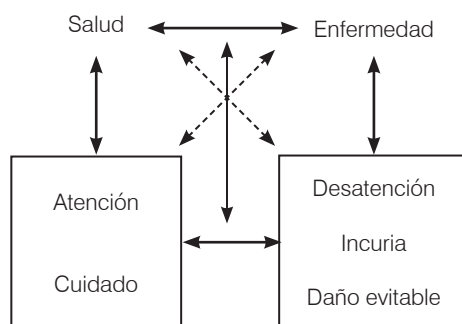 Salud
Enfermedad
Atención
Cuidado
Desatención
Incuria
Daño evitable